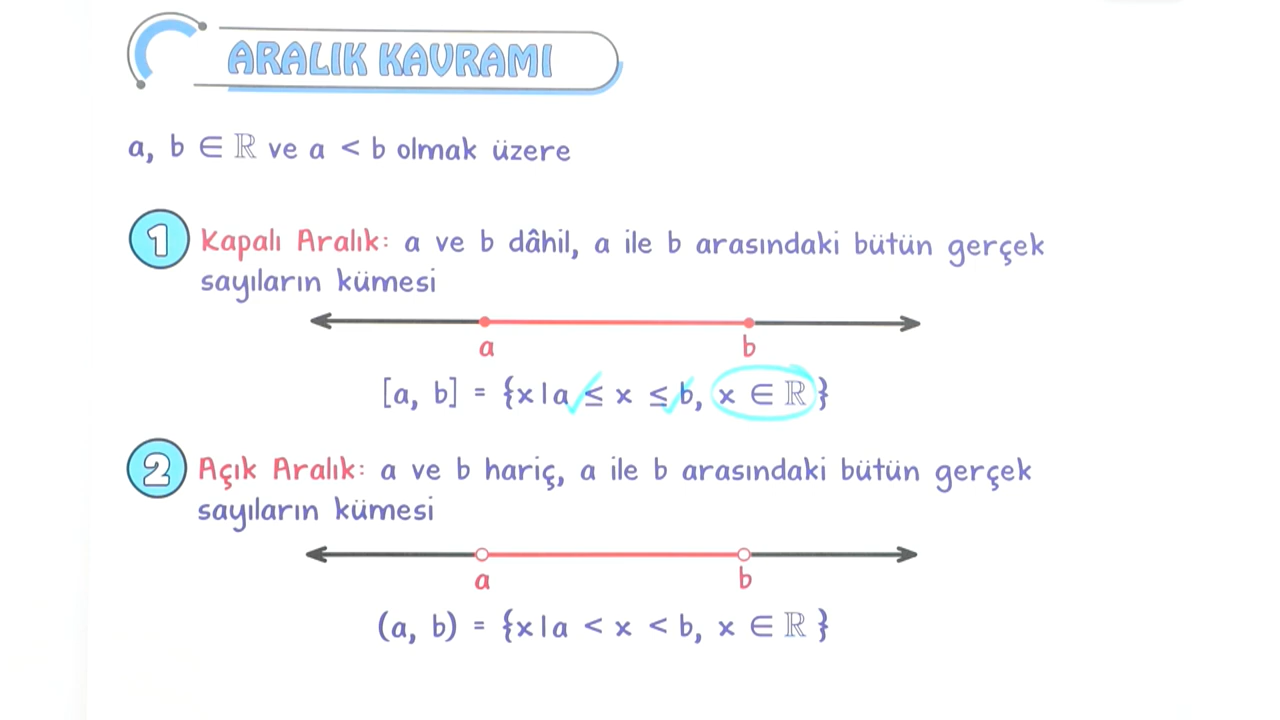 ARALIK KAVRAMI
a, b ∈ ℝ ve a < b olmak üzere
1 Kapalı Aralık: a ve b dâhil, a ile b arasındaki bütün gerçek
sayıların kümesi
a b
[a, b] = {x|a ≤ x ≤ b, x ∈ ℝ}
2 Açık Aralık: a ve b hariç, a ile b arasındaki bütün gerçek
sayıların kümesi
a b
(a, b) = {x|a < x < b, x ∈ ℝ}